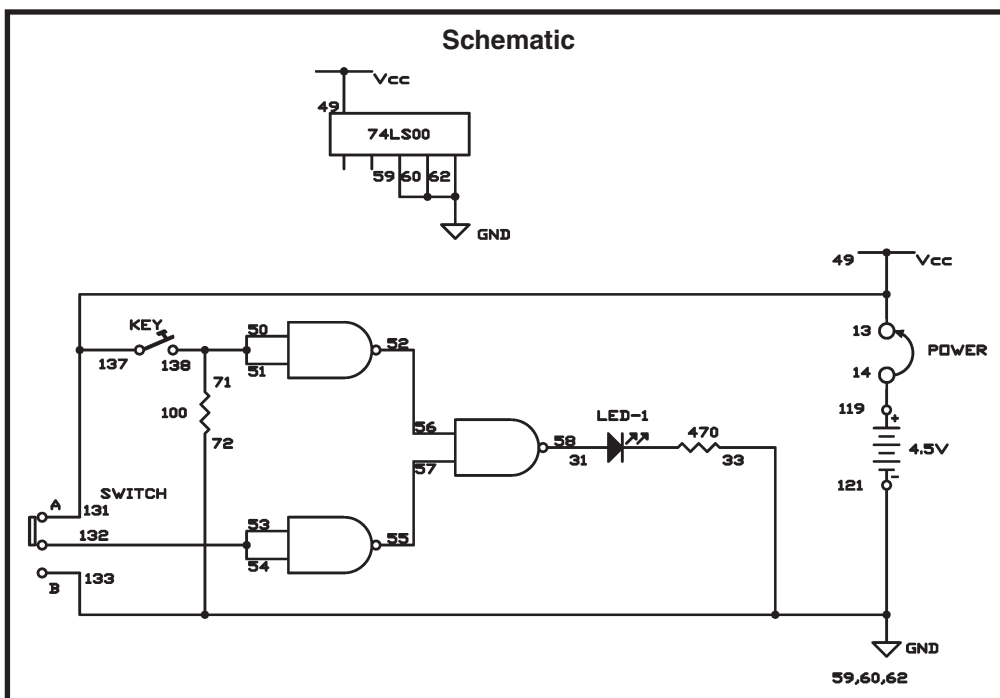 Schematic
Vcc
49
74LS00
59 60 62
GND
49 Vcc
KEY
137 138
50
51
52
13
14
POWER
71
100
72
119
+
4.5V
-
121
56
57
58
LED-1
31
470
33
SWITCH
A
131
132
133
B
53
54
55
GND
59,60,62